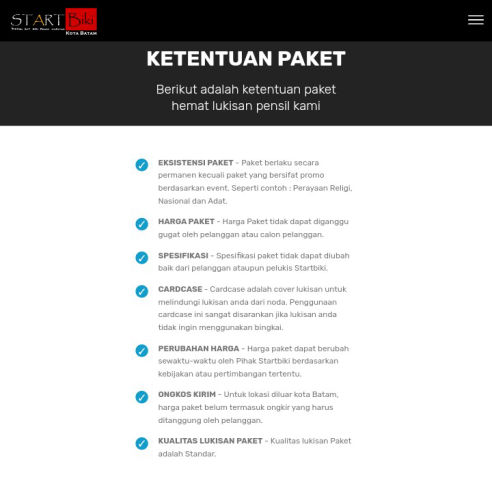 START Biki
KOTA BATAM
KETENTUAN PAKET
Berikut adalah ketentuan paket
hemat lukisan pensil kami
EKSISTENSI PAKET - Paket berlaku secara
permanen kecuali paket yang bersifat promo
berdasarkan event. Seperti contoh : Perayaan Religi,
Nasional dan Adat.
HARGA PAKET - Harga Paket tidak dapat diganggu
gugat oleh pelanggan atau calon pelanggan.
SPESIFIKASI - Spesifikasi paket tidak dapat diubah
baik dari pelanggan ataupun pelukis Startbiki.
CARDCASE - Cardcase adalah cover lukisan untuk
melindungi lukisan anda dari noda. Penggunaan
cardcase ini sangat disarankan jika lukisan anda
tidak ingin menggunakan bingkai.
PERUBAHAN HARGA - Harga paket dapat berubah
sewaktu-waktu oleh Pihak Startbiki berdasarkan
kebijakan atau pertimbangan tertentu.
ONGKOS KIRIM - Untuk lokasi diluar kota Batam,
harga paket belum termasuk ongkir yang harus
ditanggung oleh pelanggan.
KUALITAS LUKISAN PAKET - Kualitas lukisan Paket
adalah Standar.